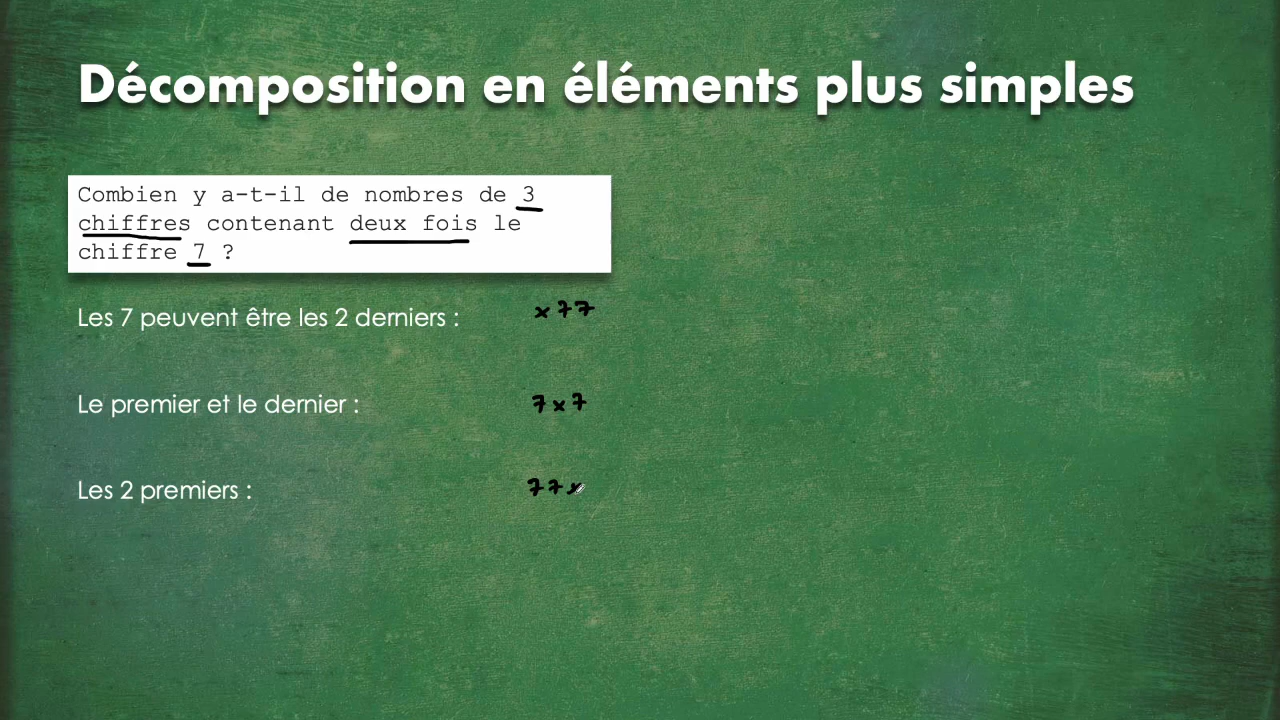 Décomposition en éléments plus simples
Combien y a-t-il de nombres de 3
chiffres contenant deux fois le
chiffre 7 ?
Les 7 peuvent être les 2 derniers : x77
Le premier et le dernier : 7x7
Les 2 premiers : 77x